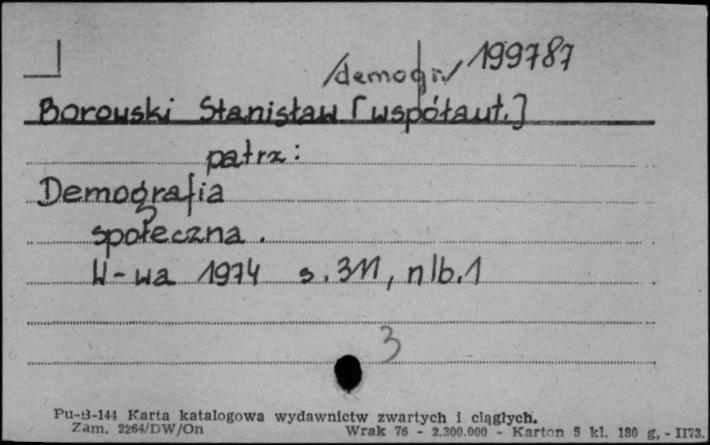 /demogr/ 199787
Borowski Stanisław [współaut.]
patrz:
Demografia
społeczna.
W-wa 1974 s. 311, nlb. 1
3
Pu-B-144 Karta katalogowa wydawnictw zwartych i ciągłych.
Zam. 2264/DW/On Wrak 76 - 2.300.000 - Karton 5 kl. 180 g, - II73.